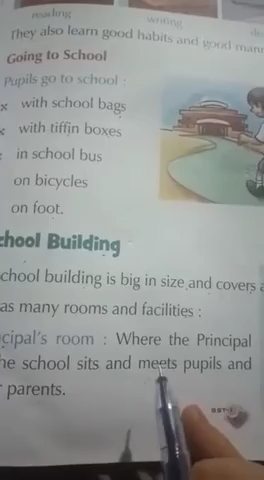 reading writing
They also learn good habits and good
Going to School
Pupils go to school :
with school bags
with tiffin boxes
in school bus
on bicycles
on foot.
chool Building
chool building is big in size and covers a
as many rooms and facilities :
cipal's room : Where the Principal
he school sits and meets pupils and
parents.